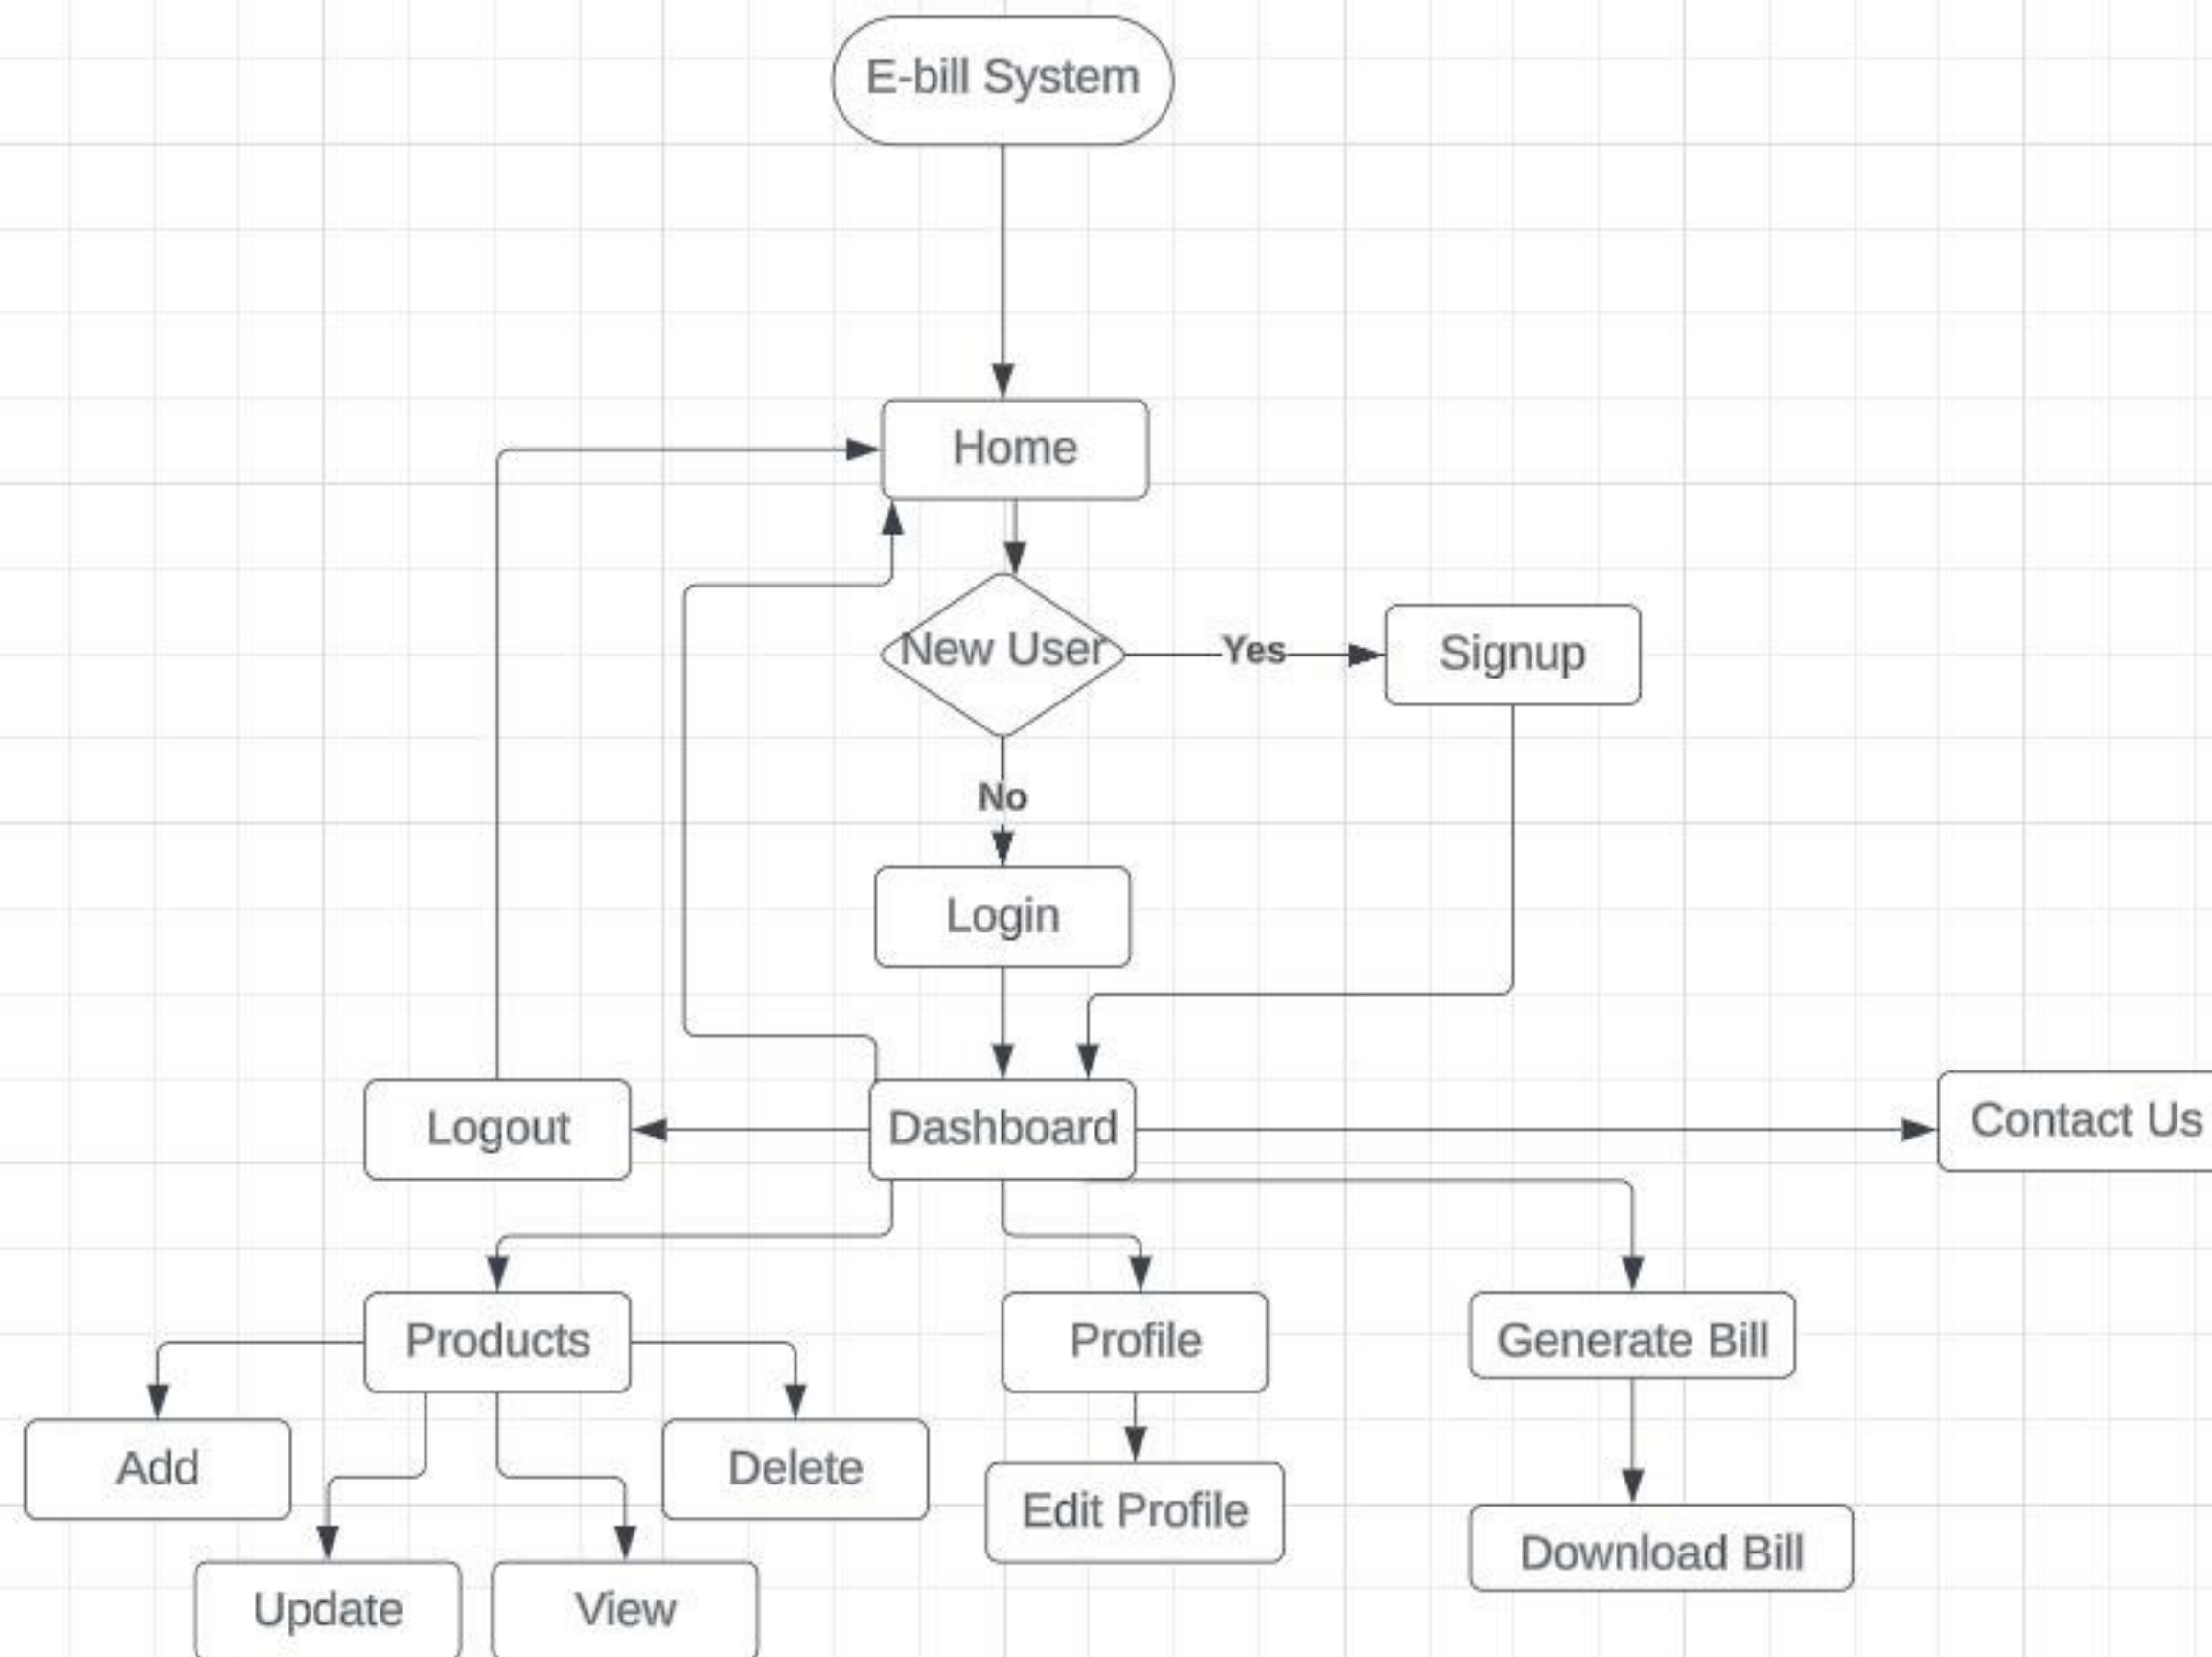 E-bill System
Home
New User
Yes
Signup
No
Login
Logout
Dashboard
Contact Us
Products
Profile
Generate Bill
Add
Delete
Edit Profile
Download Bill
Update
View